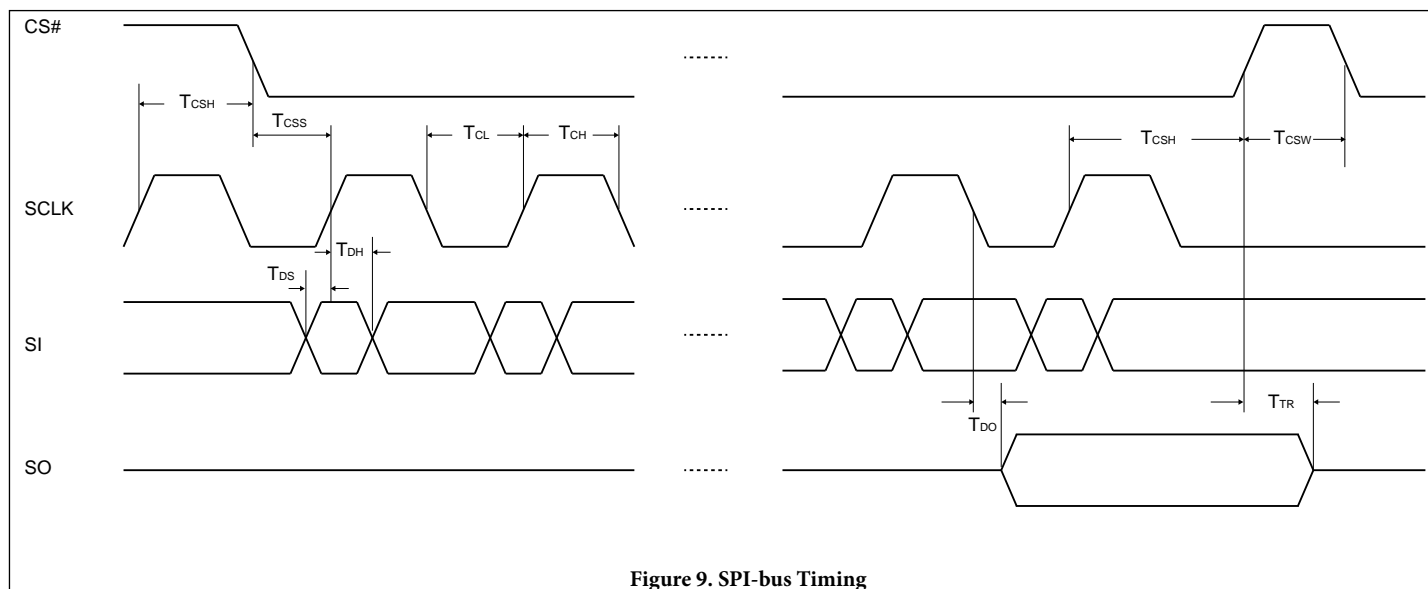 CS#
TCSH
TCSS
TCL
TCH
TCSH
TCSW
SCLK
TDH
TDS
SI
TDO
TTR
SO
Figure 9. SPI-bus Timing